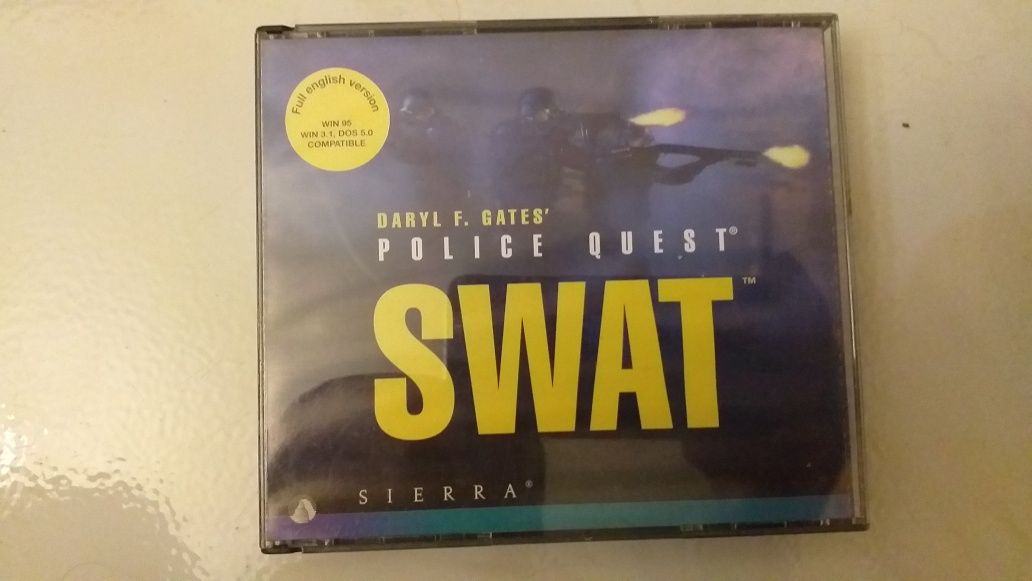 Full english version
WIN 95
WIN 3.1, DOS 5.0
COMPATIBLE
DARYL F. GATES'
POLICE QUEST®
SWAT™
SIERRA®